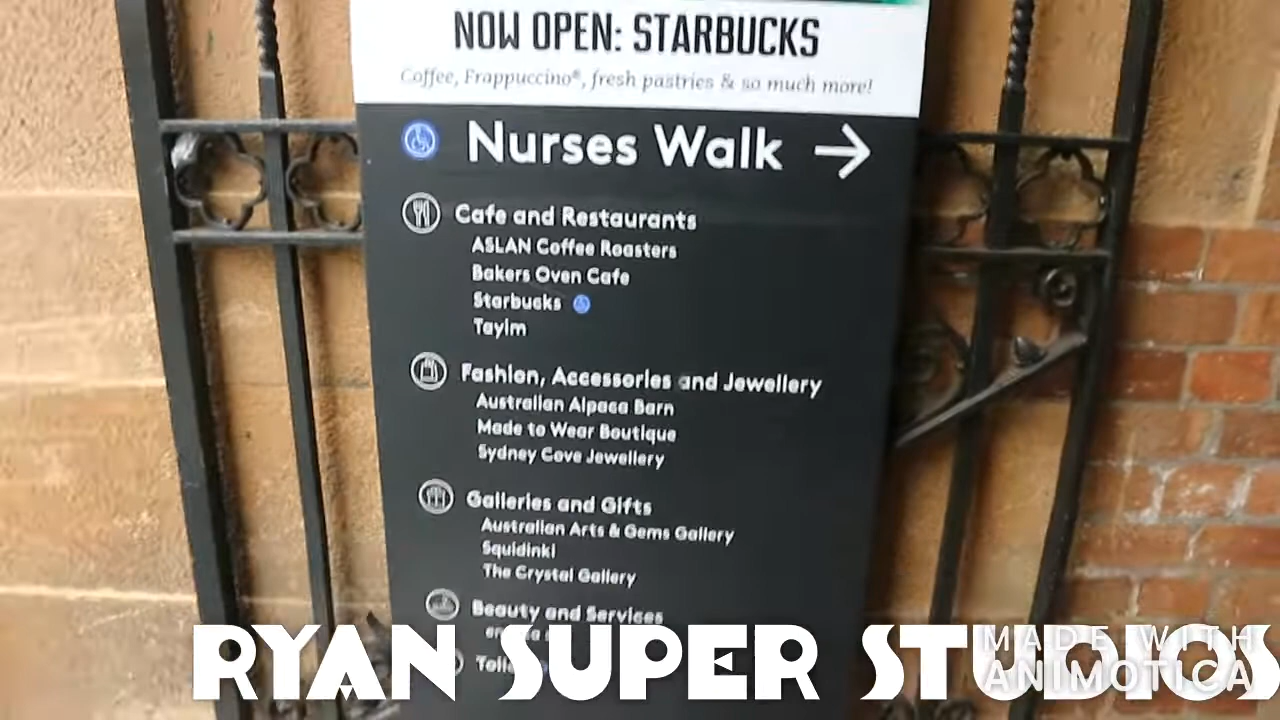 NOW OPEN: STARBUCKS
Coffee, Frappuccino®, fresh pastries & so much more!
Nurses Walk →
Cafe and Restaurants
ASLAN Coffee Roasters
Bakers Oven Cafe
Starbucks
Tayim
Fashion, Accessories and Jewellery
Australian Alpaca Barn
Made to Wear Boutique
Sydney Cove Jewellery
Galleries and Gifts
Australian Arts & Gems Gallery
Squidinki
The Crystal Gallery
Beauty and Services
RYAN SUPER STUDIOS
MADE WITH
ANIMOTICA